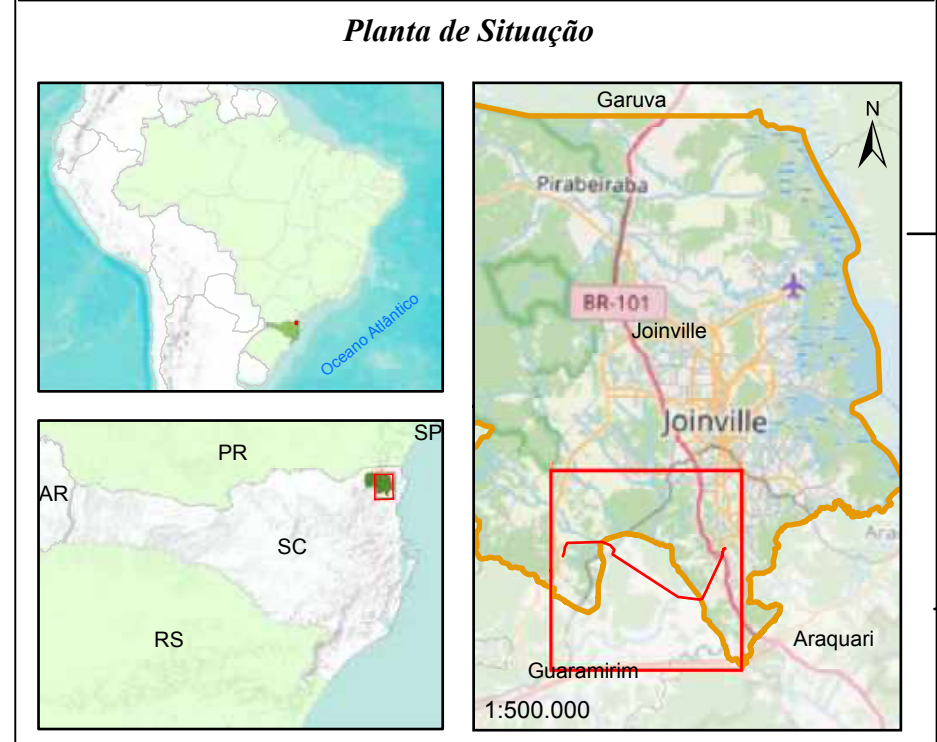 Planta de Situação
Oceano Atlântico
PR
SP
AR
SC
RS
Garuva
N
Pirabeiraba
BR-101
Joinville
Joinville
Ara
Araquari
Guaramirim
1:500.000